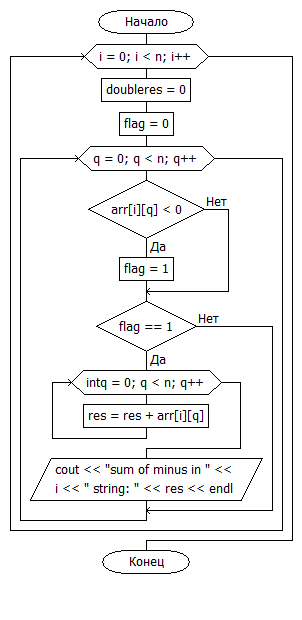 Начало
i = 0; i < n; i++
doubleres = 0
flag = 0
q = 0; q < n; q++
arr[i][q] < 0
Нет
Да
flag = 1
flag == 1
Нет
Да
intq = 0; q < n; q++
res = res + arr[i][q]
cout << "sum of minus in " <<
i << " string: " << res << endl
Конец